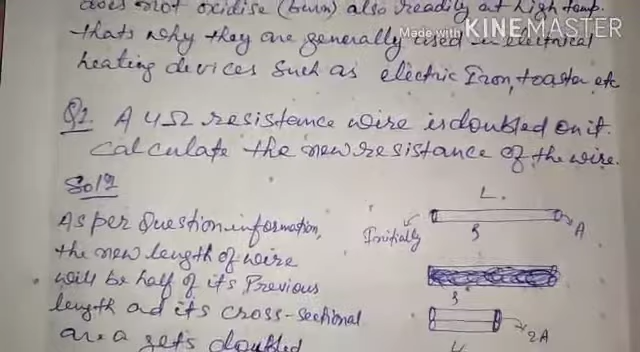 does not oxidise (burn) also readily at high temp.
Made with KINEMASTER
thats why they are generally used in electrical
heating devices such as electric Iron, toaster etc
Q1. A 4Ω resistance wire is doubled on it.
calculate the new resistance of the wire.
Sol^n
As per Question information,
the new length of wire
will be half of its Previous
length and its cross-sectional
area gets doubled
L
Initially
A
2A